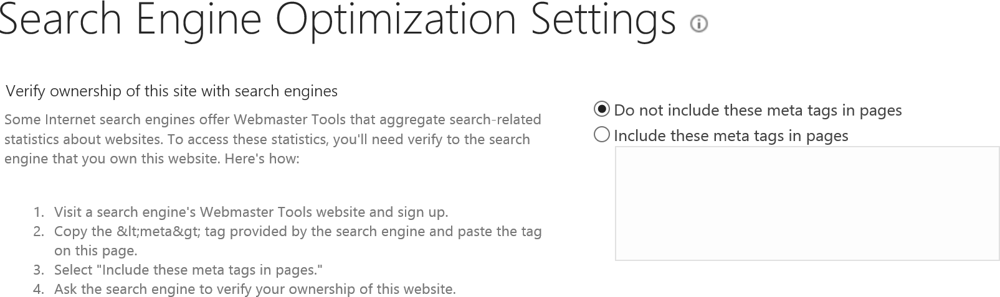 Search Engine Optimization Settings
Verify ownership of this site with search engines
Some Internet search engines offer Webmaster Tools that aggregate search-related
statistics about websites. To access these statistics, you'll need verify to the search
engine that you own this website. Here's how:
1. Visit a search engine's Webmaster Tools website and sign up.
2. Copy the &lt;meta&gt; tag provided by the search engine and paste the tag
on this page.
3. Select "Include these meta tags in pages."
4. Ask the search engine to verify your ownership of this website.
Do not include these meta tags in pages
Include these meta tags in pages